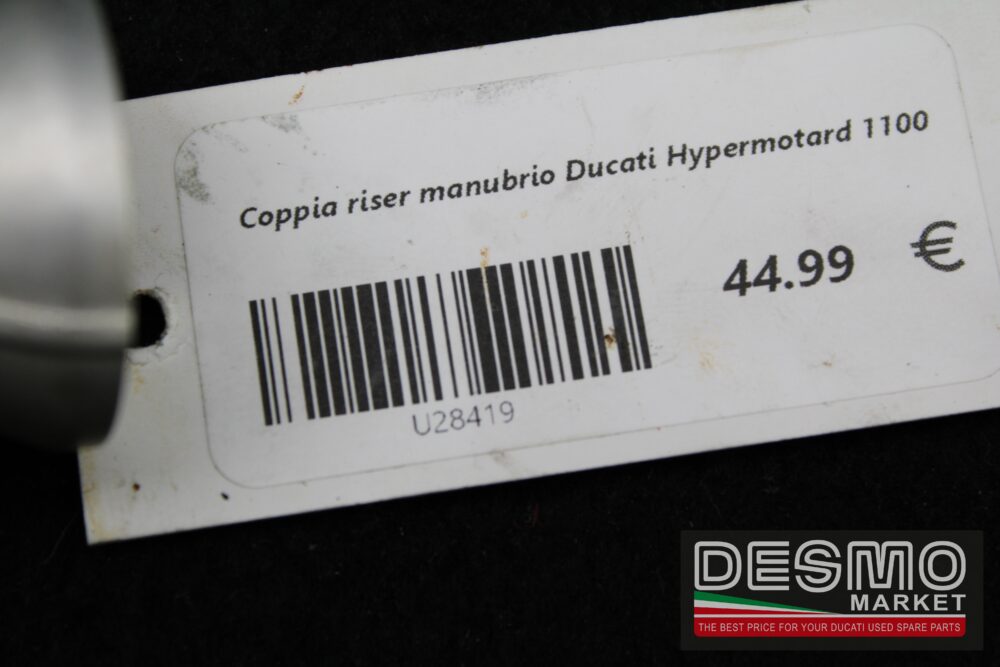 Coppia riser manubrio Ducati Hypermotard 1100
44.99 €
U28419
DESMO
MARKET
THE BEST PRICE FOR YOUR DUCATI USED SPARE PARTS